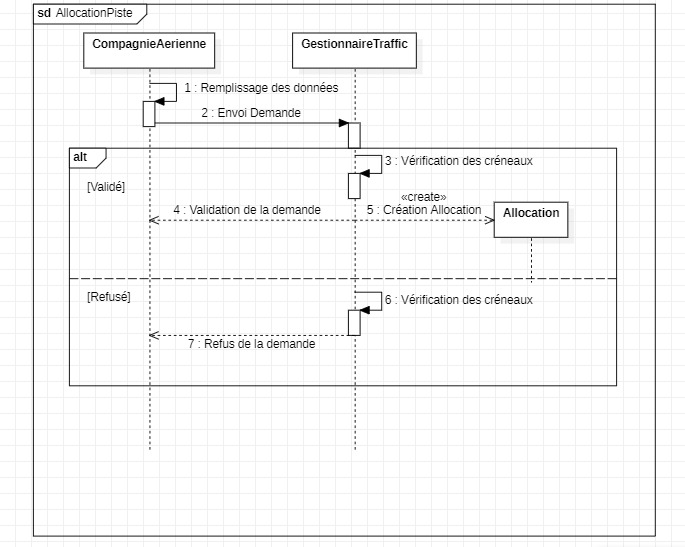 sd AllocationPiste
CompagnieAerienne
GestionnaireTraffic
1 : Remplissage des données
2 : Envoi Demande
alt
3 : Vérification des créneaux
[Validé]
«create»
4 : Validation de la demande
5 : Création Allocation
Allocation
[Refusé]
6 : Vérification des créneaux
7 : Refus de la demande